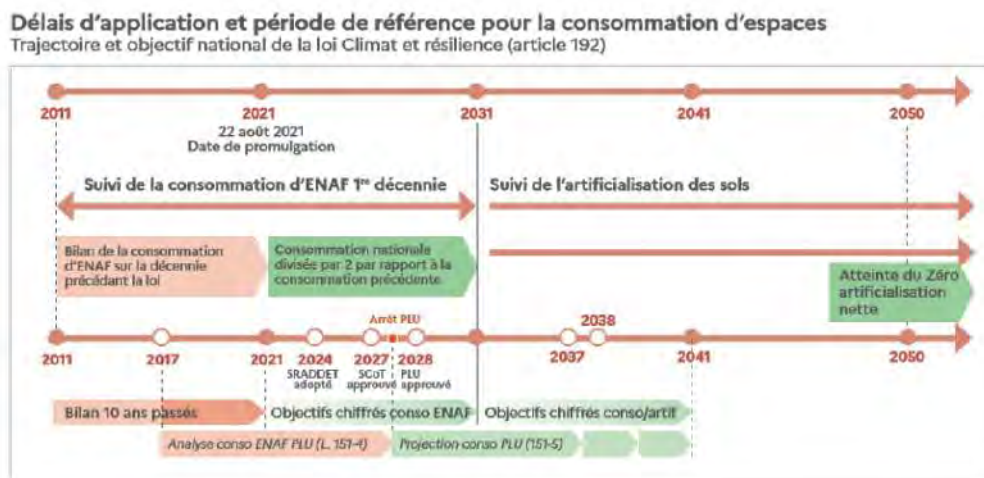 Délais d'application et période de référence pour la consommation d'espaces
Trajectoire et objectif national de la loi Climat et résilience (article 192)
2011
2021
2031
2041
2050
22 août 2021
Date de promulgation
Suivi de la consommation d'ENAF 1re décennie
Suivi de l'artificialisation des sols
Bilan de la consommation
d'ENAF sur la décennie
précédant la loi
Consommation nationale
divisée par 2 par rapport à la
consommation précédente
Atteinte du Zéro
artificialisation
nette
Arrêt PLU
2038
2011
2017
2021
2024
2027
2028
2037
2041
2050
SRADDET
adopté
SCoT
approuvé
PLU
approuvé
Bilan 10 ans passés
Objectifs chiffrés conso ENAF
Objectifs chiffrés conso/artif
Analyse conso ENAF PLU (L. 151-4)
Projection conso PLU (151-5)